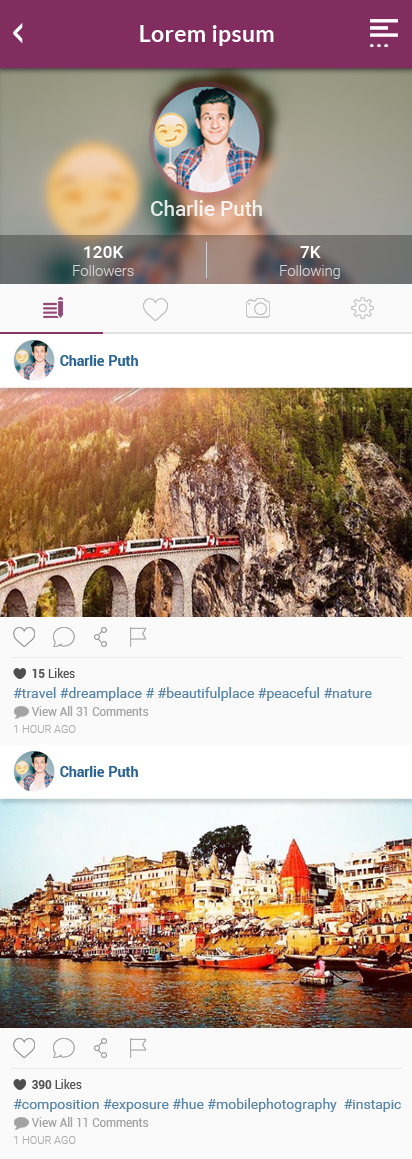 Lorem ipsum
Charlie Puth
120K 7K
Followers Following
Charlie Puth
15 Likes
#travel #dreamplace # #beautifulplace #peaceful #nature
View All 31 Comments
1 HOUR AGO
Charlie Puth
390 Likes
#composition #exposure #hue #mobilephotography #instapic
View All 11 Comments
1 HOUR AGO